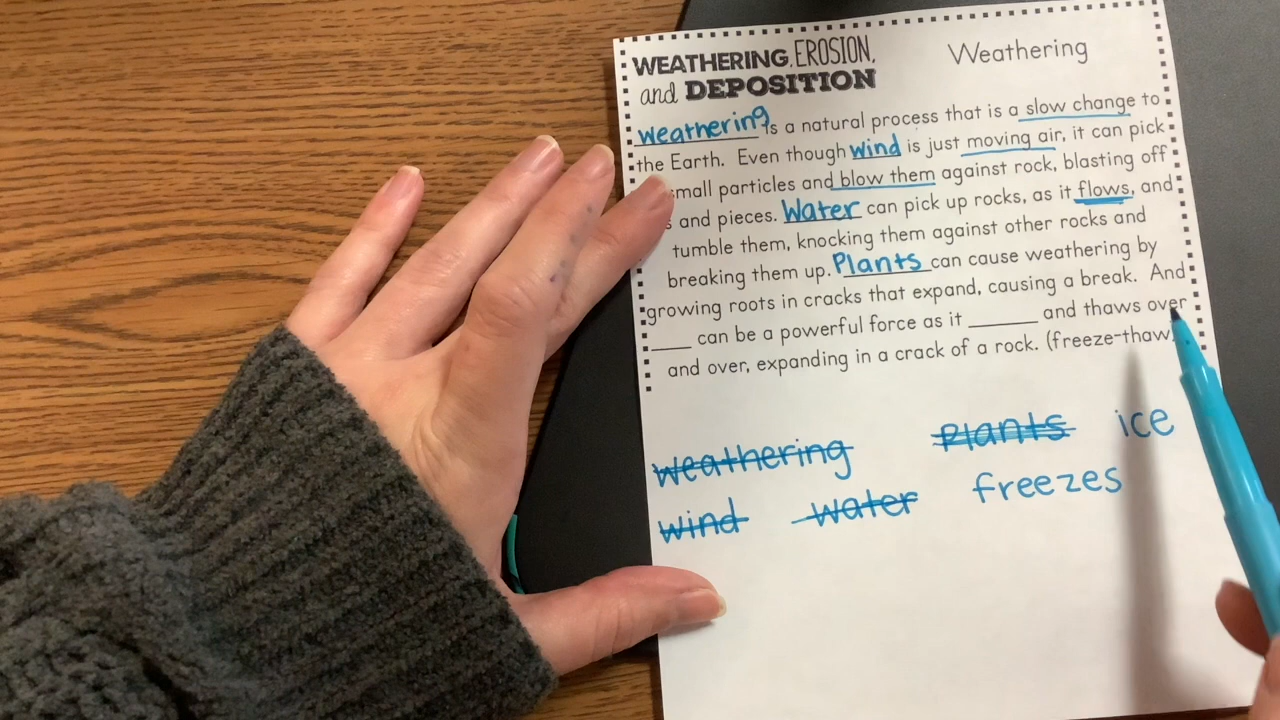 WEATHERING, EROSION,
and DEPOSITION
Weathering
weathering is a natural process that is a slow change to
the Earth. Even though wind is just moving air, it can pick
small particles and blow them against rock, blasting off
and pieces. Water can pick up rocks, as it flows, and
tumble them, knocking them against other rocks and
breaking them up. Plants can cause weathering by
growing roots in cracks that expand, causing a break. And
____ can be a powerful force as it ______ and thaws over
and over, expanding in a crack of a rock. (freeze-thaw)
weathering plants ice
wind water freezes